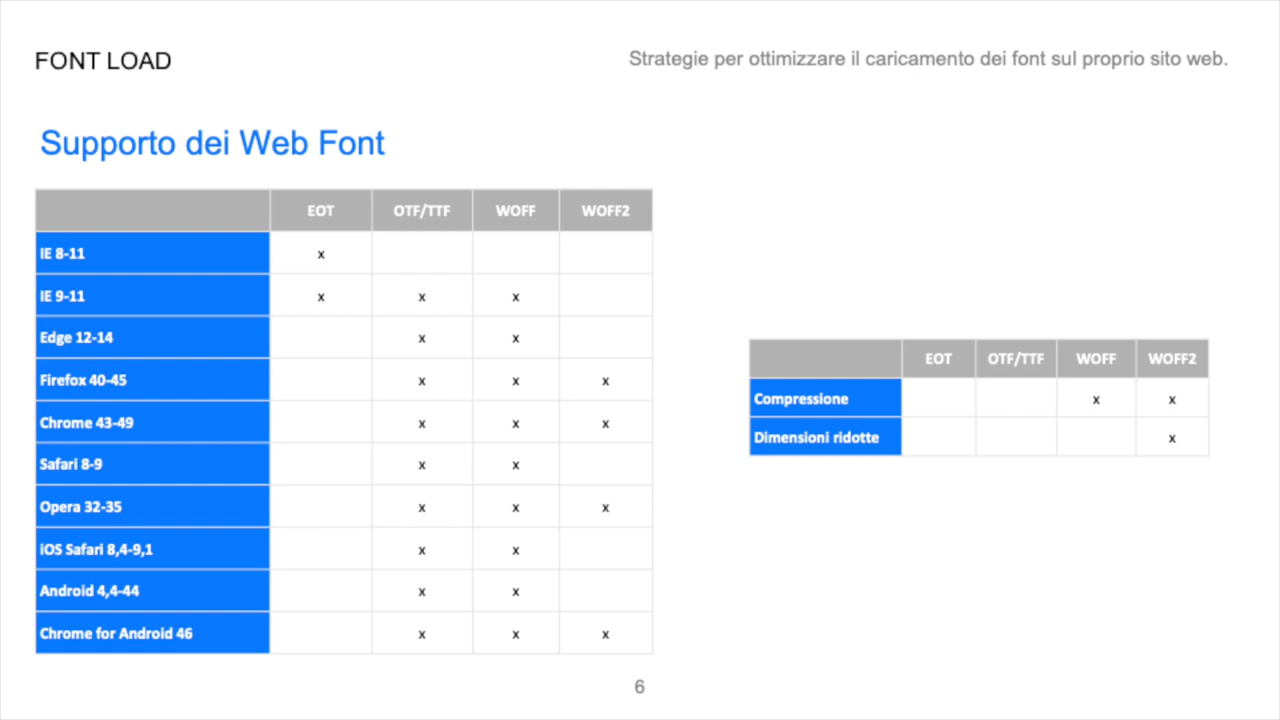 FONT LOAD
Strategie per ottimizzare il caricamento dei font sul proprio sito web.
Supporto dei Web Font
EOT OTF/TTF WOFF WOFF2
IE 8-11 x
IE 9-11 x x x
Edge 12-14 x x
Firefox 40-45 x x x
Chrome 43-49 x x x
Safari 8-9 x x
Opera 32-35 x x x
iOS Safari 8,4-9,1 x x
Android 4,4-44 x x
Chrome for Android 46 x x x
EOT OTF/TTF WOFF WOFF2
Compressione x x
Dimensioni ridotte x
6